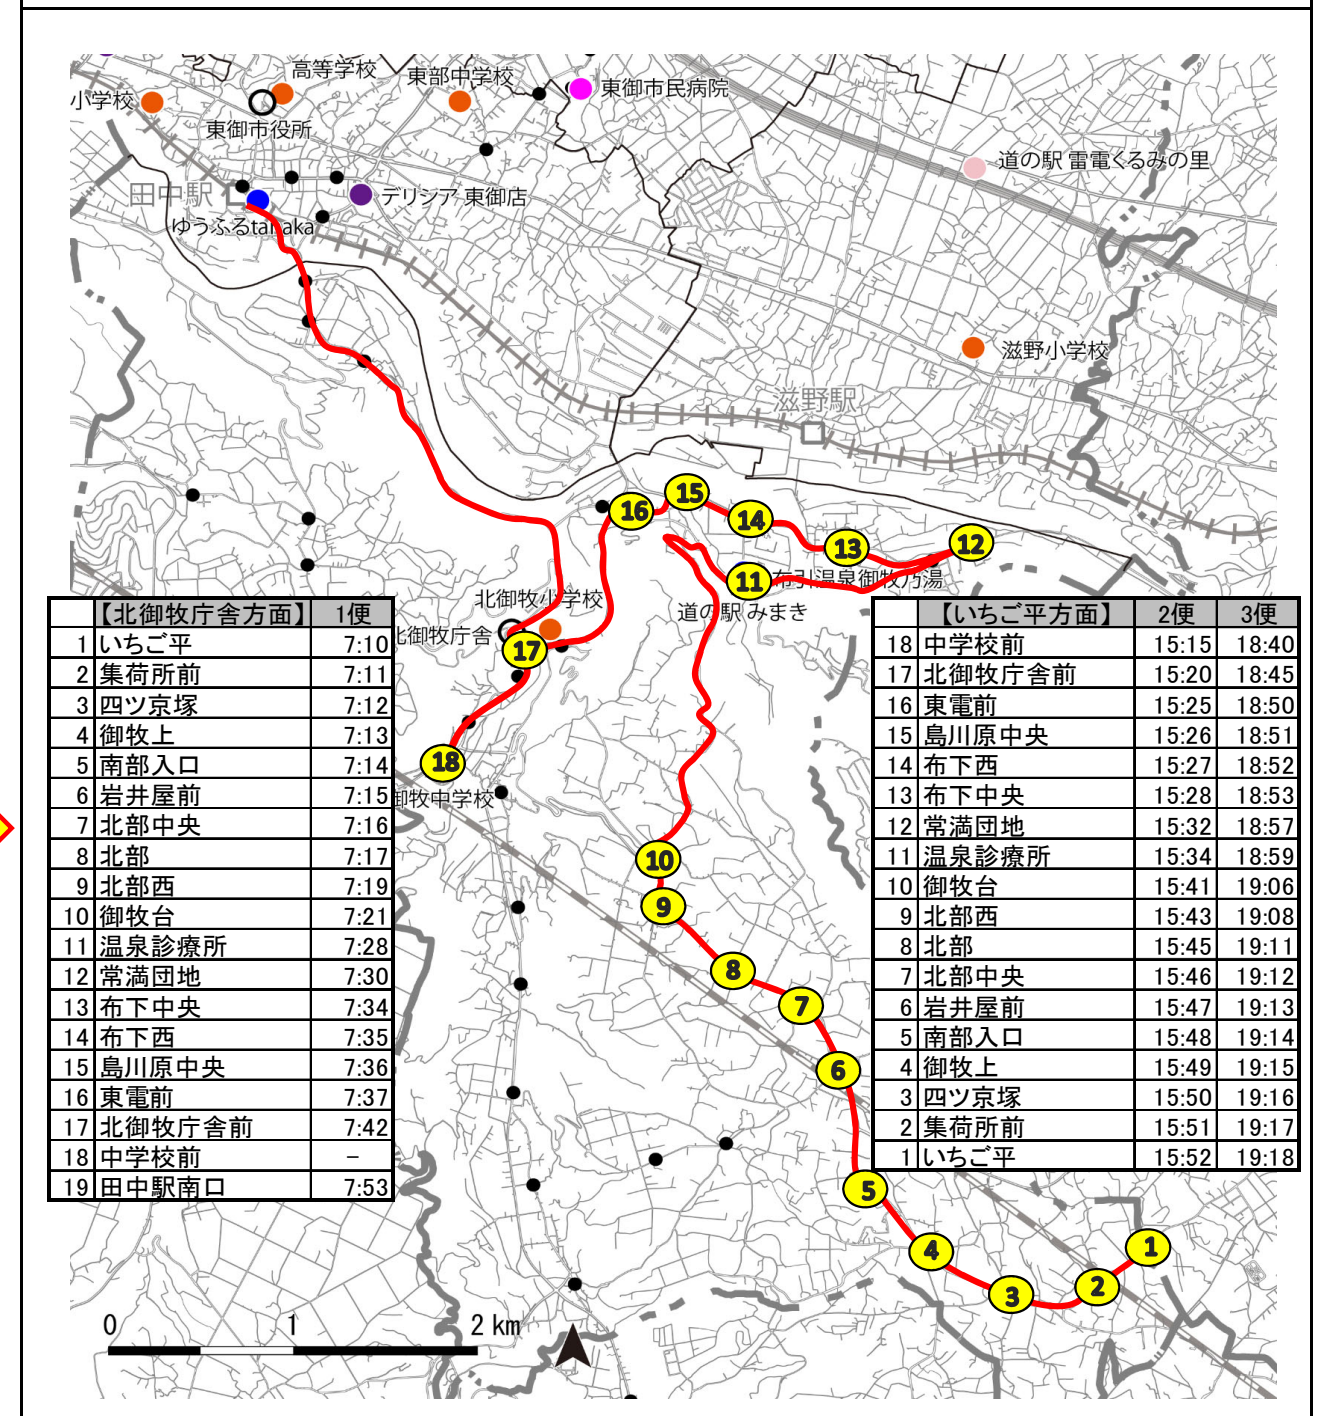 高等学校
東部中学校
東御市民病院
小学校
東御市役所
道の駅 雷電くるみの里
田中駅
デリシア 東御店
ゆうふるtanaka
滋野小学校
滋野駅
15
16
14
13
12
布引温泉御牧乃湯
11
道の駅 みまき
北御牧小学校
北御牧庁舎
17
18
御牧中学校
10
9
8
7
6
5
4
3
2
1
【北御牧庁舎方面】 1便
1 いちご平 7:10
2 集荷所前 7:11
3 四ツ京塚 7:12
4 御牧上 7:13
5 南部入口 7:14
6 岩井屋前 7:15
7 北部中央 7:16
8 北部 7:17
9 北部西 7:19
10 御牧台 7:21
11 温泉診療所 7:28
12 常満団地 7:30
13 布下中央 7:34
14 布下西 7:35
15 島川原中央 7:36
16 東電前 7:37
17 北御牧庁舎前 7:42
18 中学校前 －
19 田中駅南口 7:53
【いちご平方面】 2便 3便
18 中学校前 15:15 18:40
17 北御牧庁舎前 15:20 18:45
16 東電前 15:25 18:50
15 島川原中央 15:26 18:51
14 布下西 15:27 18:52
13 布下中央 15:28 18:53
12 常満団地 15:32 18:57
11 温泉診療所 15:34 18:59
10 御牧台 15:41 19:06
9 北部西 15:43 19:08
8 北部 15:45 19:11
7 北部中央 15:46 19:12
6 岩井屋前 15:47 19:13
5 南部入口 15:48 19:14
4 御牧上 15:49 19:15
3 四ツ京塚 15:50 19:16
2 集荷所前 15:51 19:17
1 いちご平 15:52 19:18
0 1 2 km